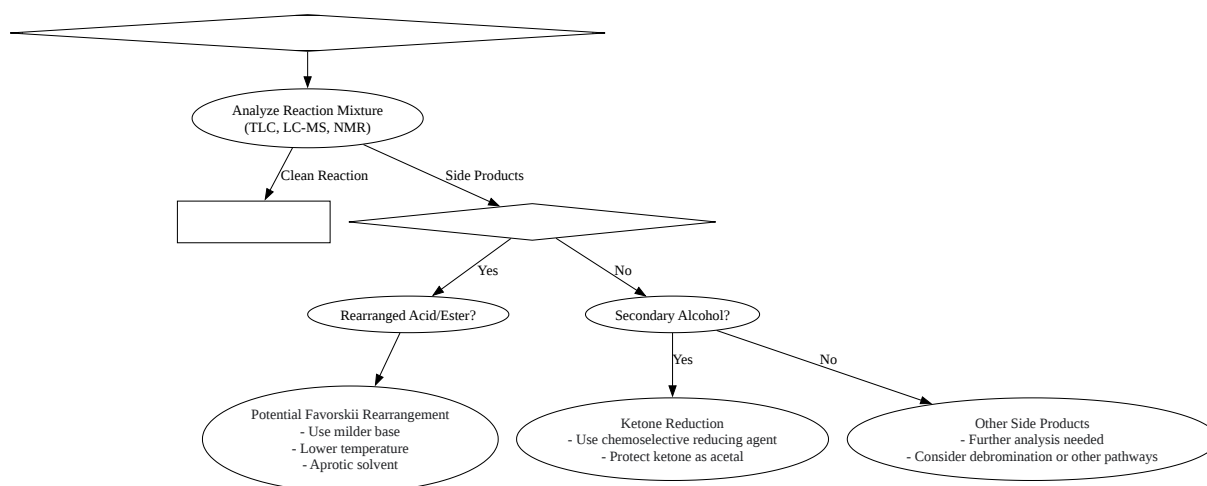 Analyze Reaction Mixture
(TLC, LC-MS, NMR)
Clean Reaction
Side Products
Yes
No
Rearranged Acid/Ester?
Secondary Alcohol?
Yes
No
Potential Favorskii Rearrangement
- Use milder base
- Lower temperature
- Aprotic solvent
Ketone Reduction
- Use chemoselective reducing agent
- Protect ketone as acetal
Other Side Products
- Further analysis needed
- Consider debromination or other pathways